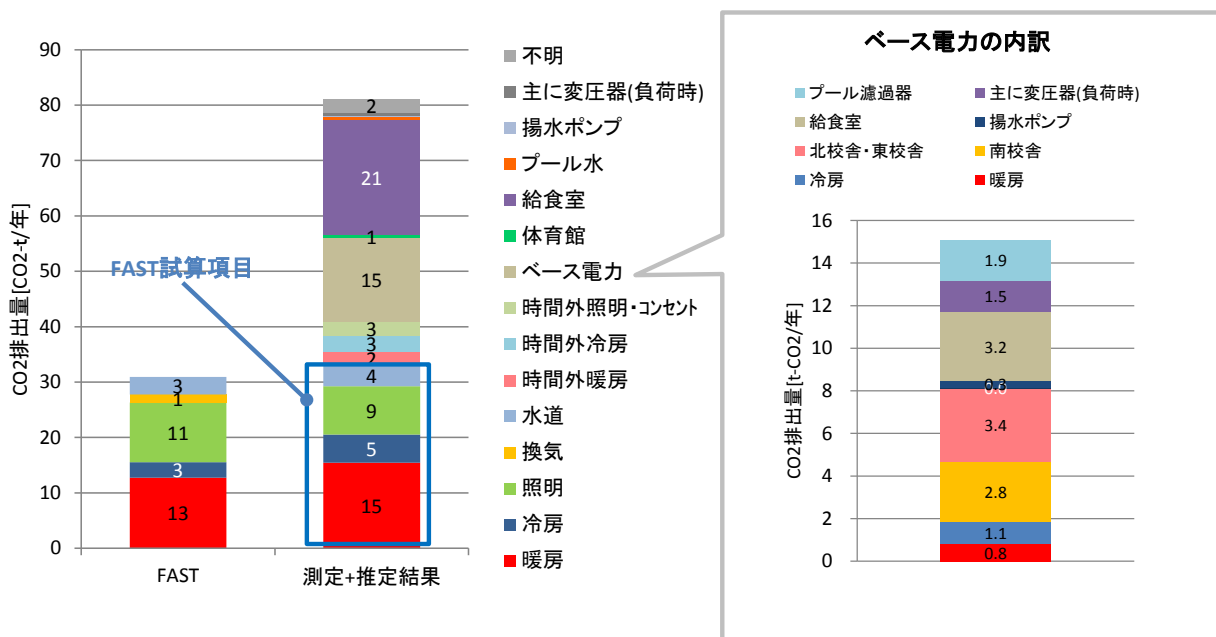 90
80
70
60
50
40
30
20
10
0
CO2排出量[CO2-t/年]
FAST試算項目
3
1
11
3
13
2
21
1
15
3
3
2
4
9
5
15
FAST
測定+推定結果
不明
主に変圧器(負荷時)
揚水ポンプ
プール水
給食室
体育館
ベース電力
時間外照明・コンセント
時間外冷房
時間外暖房
水道
換気
照明
冷房
暖房
ベース電力の内訳
プール濾過器
主に変圧器(負荷時)
給食室
揚水ポンプ
北校舎・東校舎
南校舎
冷房
暖房
16
14
12
10
8
6
4
2
0
CO2排出量[t-CO2/年]
1.9
1.5
3.2
0.3
3.4
2.8
1.1
0.8